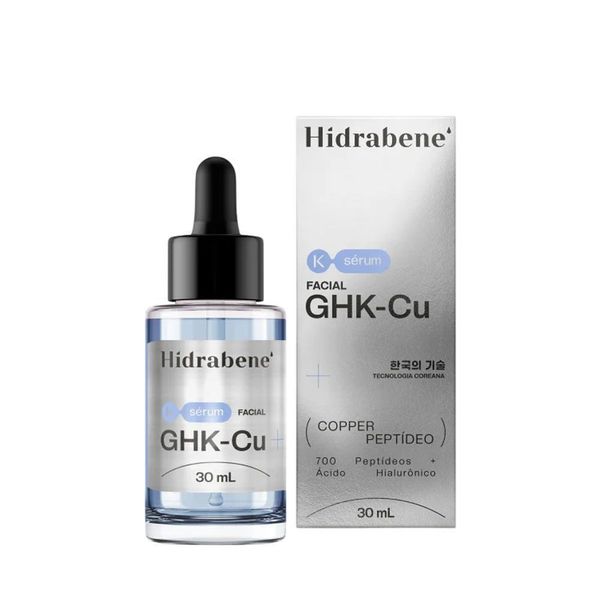 Hidrabene
K sérum
FACIAL
GHK-Cu
한국의 기술
TECNOLOGIA COREANA
(COPPER
PEPTÍDEO)
700 Peptídeos +
Ácido Hialurônico
30 mL
Hidrabene
K sérum FACIAL
GHK-Cu
30 mL